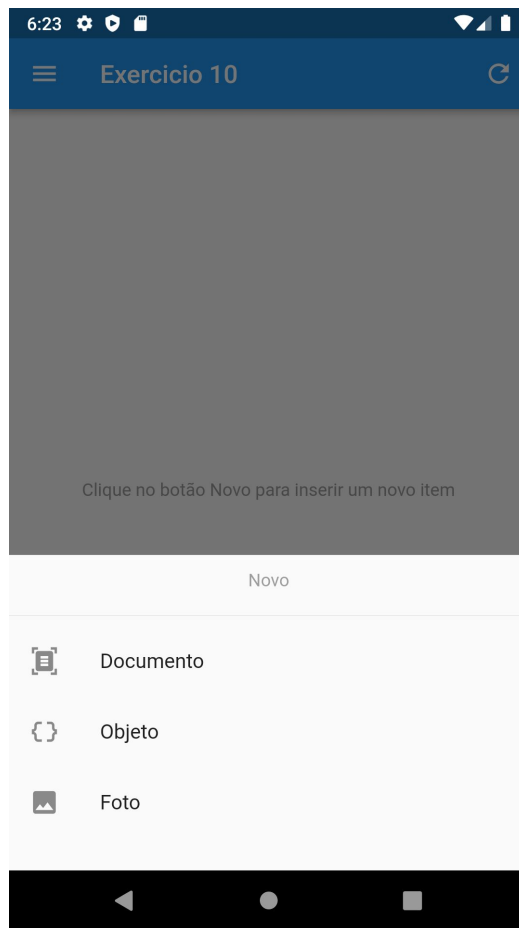 6:23
Exercicio 10
Clique no botão Novo para inserir um novo item
Novo
Documento
Objeto
Foto